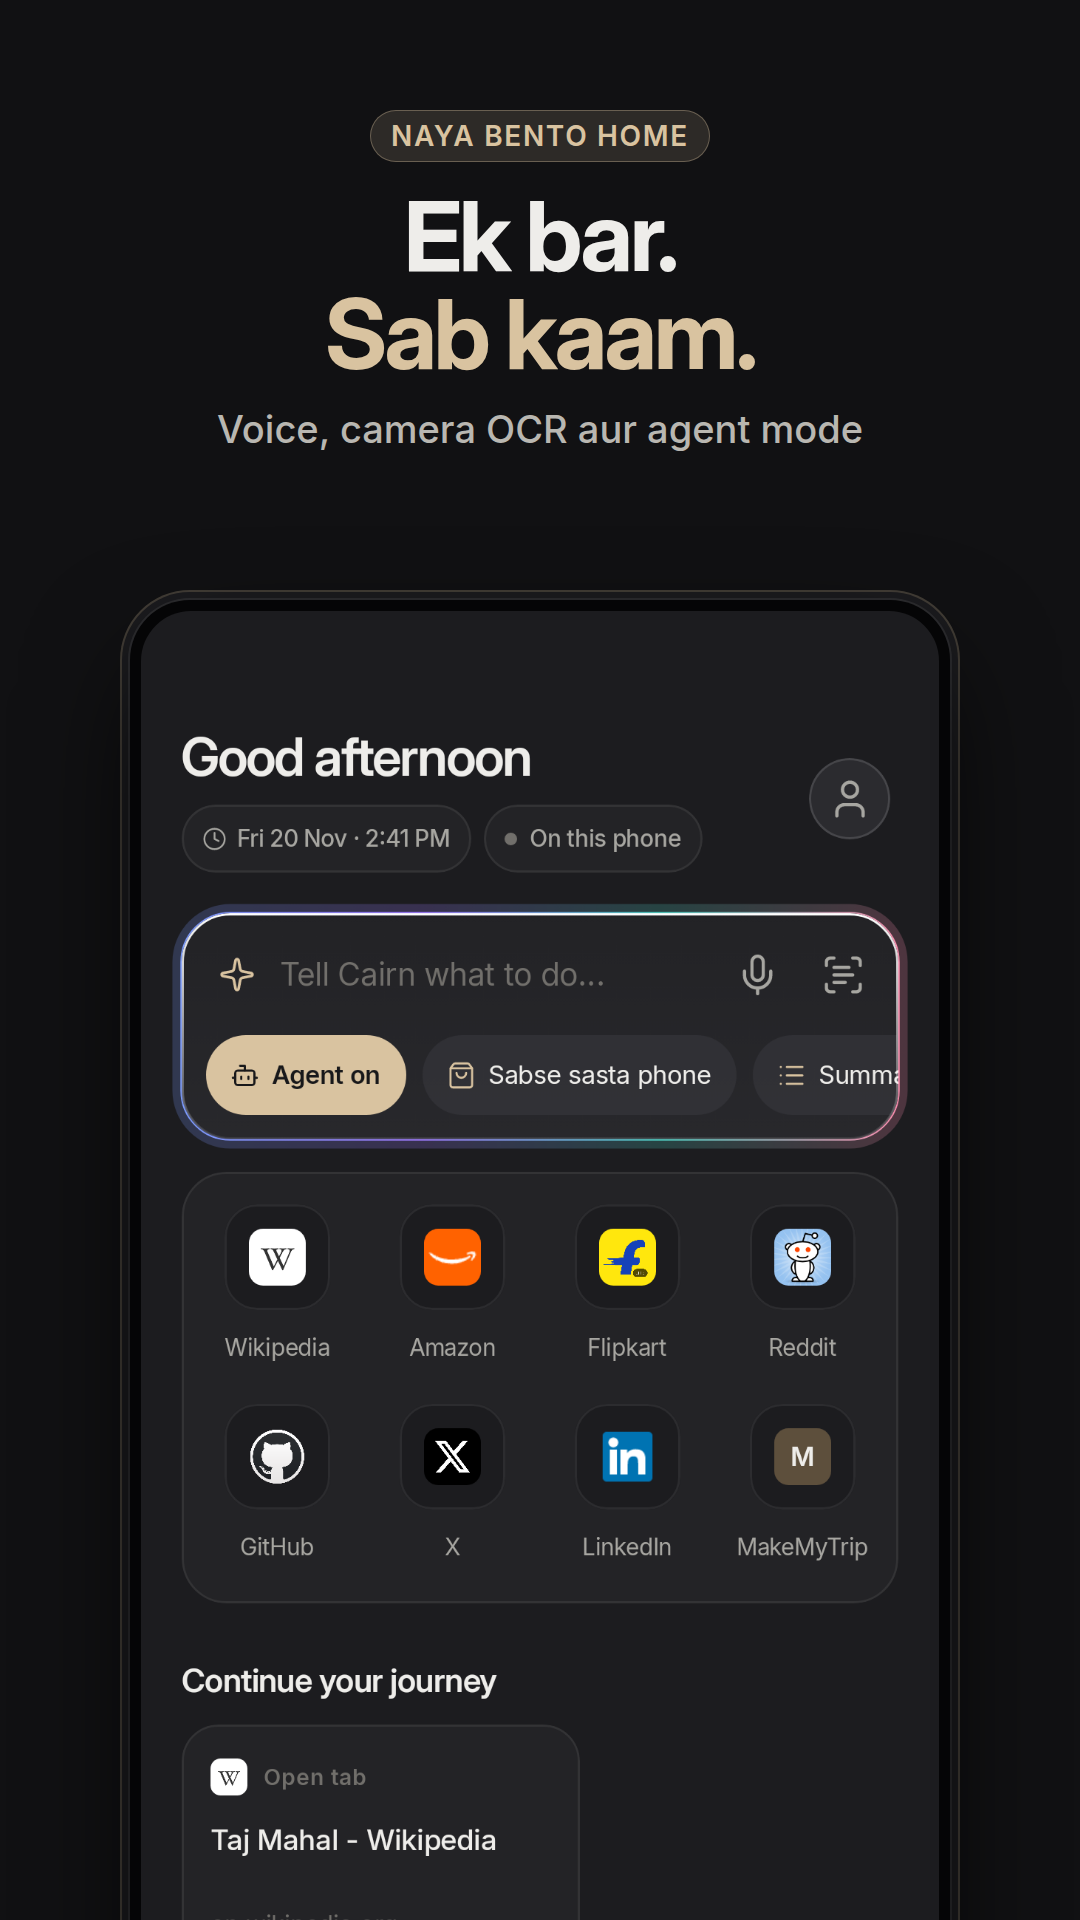 NAYA BENTO HOME
Ek bar.
Sab kaam.
Voice, camera OCR aur agent mode
Good afternoon
Fri 20 Nov · 2:41 PM
On this phone
Tell Cairn what to do...
Agent on
Sabse sasta phone
Wikipedia
Amazon
Flipkart
Reddit
M
GitHub
X
LinkedIn
MakeMyTrip
Continue your journey
W
Open tab
Taj Mahal - Wikipedia